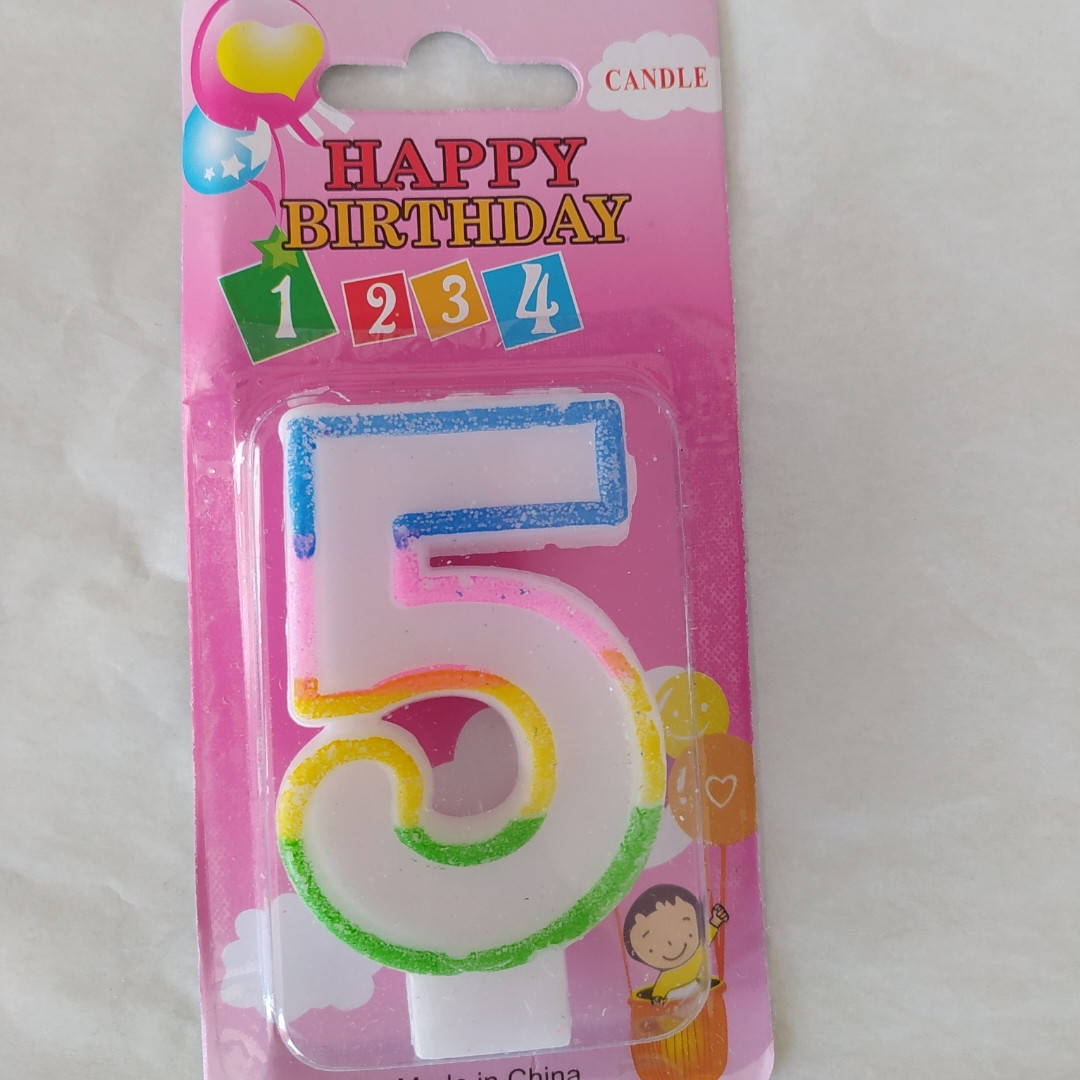 CANDLE
HAPPY
BIRTHDAY
1 2 3 4
5
Made in China